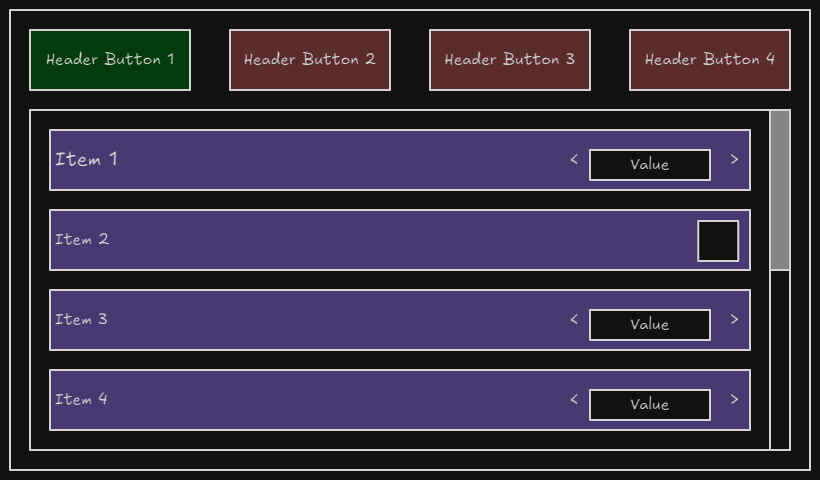 Header Button 1
Header Button 2
Header Button 3
Header Button 4
Item 1
< Value >
Item 2
Item 3
< Value >
Item 4
< Value >